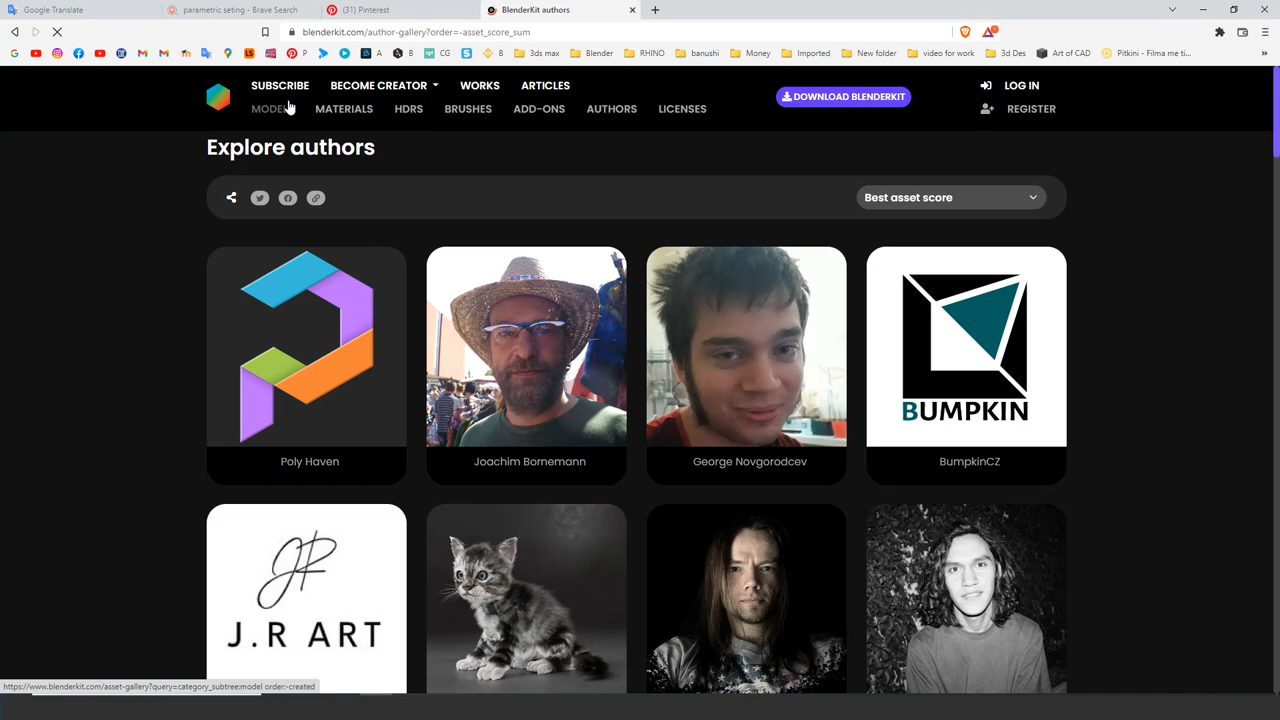 Google Translate
parametric seting - Brave Search
(31) Pinterest
BlenderKit authors
blenderkit.com/author-gallery?order=-asset_score_sum
G
P
A
CG
S
B
3ds max
Blender
RHINO
banushi
Money
Imported
New folder
video for work
3d Des
Art of CAD
Pitkini - Filma me ti...
SUBSCRIBE
BECOME CREATOR
WORKS
ARTICLES
MATERIALS
HDRS
BRUSHES
ADD-ONS
AUTHORS
LICENSES
DOWNLOAD BLENDERKIT
LOG IN
REGISTER
Explore authors
Best asset score
BUMPKIN
Poly Haven
Joachim Bornemann
George Novgorodcev
BumpkinCZ
JR
J.R ART
https://www.blenderkit.com/asset-gallery?query=category_subtree:model order:-created